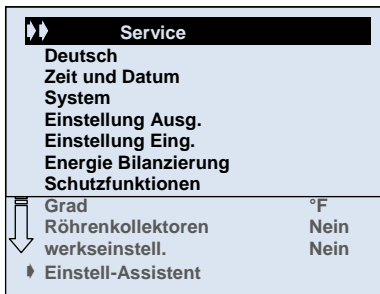 Service
Deutsch
Zeit und Datum
System
Einstellung Ausg.
Einstellung Eing.
Energie Bilanzierung
Schutzfunktionen
Grad °F
Röhrenkollektoren Nein
werkseinstell. Nein
Einstell-Assistent